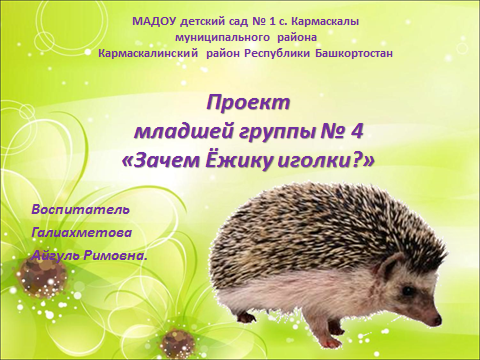 МАДОУ детский сад № 1 с. Кармаскалы
муниципального района
Кармаскалинский район Республики Башкортостан
Проект
младшей группы № 4
«Зачем Ёжику иголки?»
Воспитатель
Галиахметова
Айгуль Римовна.